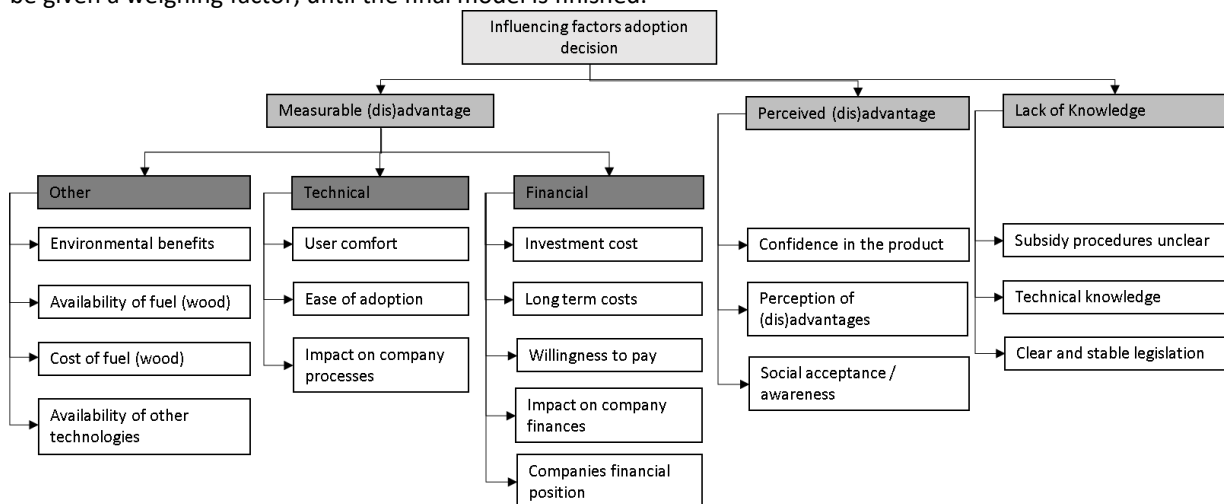 be given a weighing factor, until the final model is finished.
Influencing factors adoption
decision
Measurable (dis)advantage
Perceived (dis)advantage
Lack of Knowledge
Other
Technical
Financial
Environmental benefits
Availability of fuel (wood)
Cost of fuel (wood)
Availability of other
technologies
User comfort
Ease of adoption
Impact on company
processes
Investment cost
Long term costs
Willingness to pay
Impact on company
finances
Companies financial
position
Confidence in the product
Perception of
(dis)advantages
Social acceptance /
awareness
Subsidy procedures unclear
Technical knowledge
Clear and stable legislation